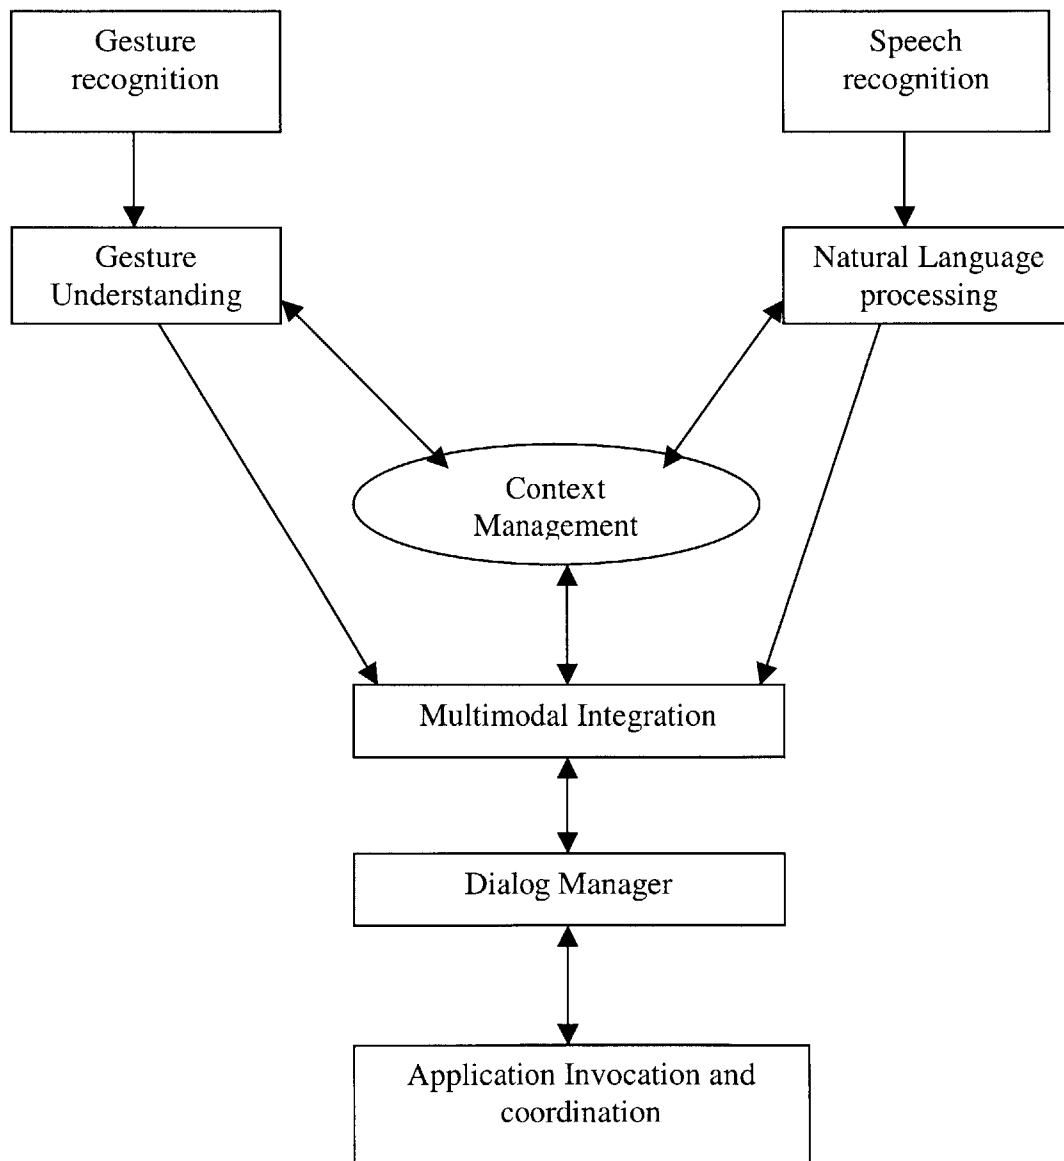 Gesture
recognition
Speech
recognition
Gesture
Understanding
Natural Language
processing
Context
Management
Multimodal Integration
Dialog Manager
Application Invocation and
coordination